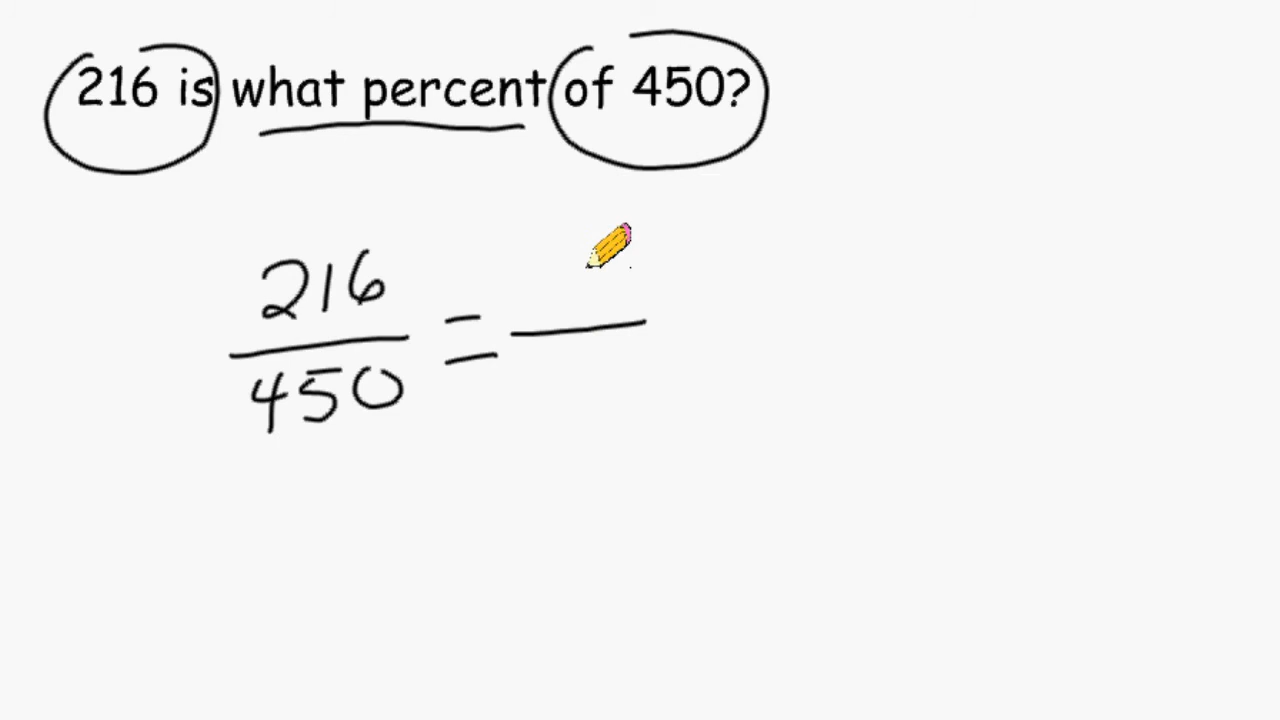 216 is what percent of 450?
216
=
450